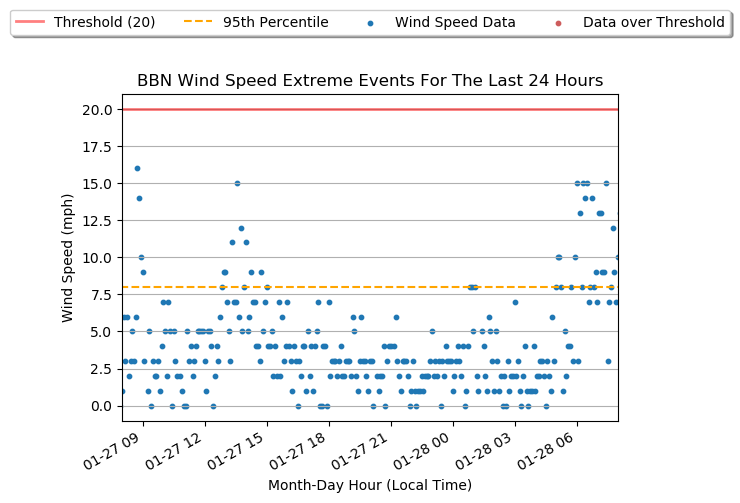 Threshold (20) 95th Percentile Wind Speed Data Data over Threshold
BBN Wind Speed Extreme Events For The Last 24 Hours
20.0
17.5
15.0
12.5
10.0
7.5
5.0
2.5
0.0
Wind Speed (mph)
01-27 09 01-27 12 01-27 15 01-27 18 01-27 21 01-28 00 01-28 03 01-28 06
Month-Day Hour (Local Time)